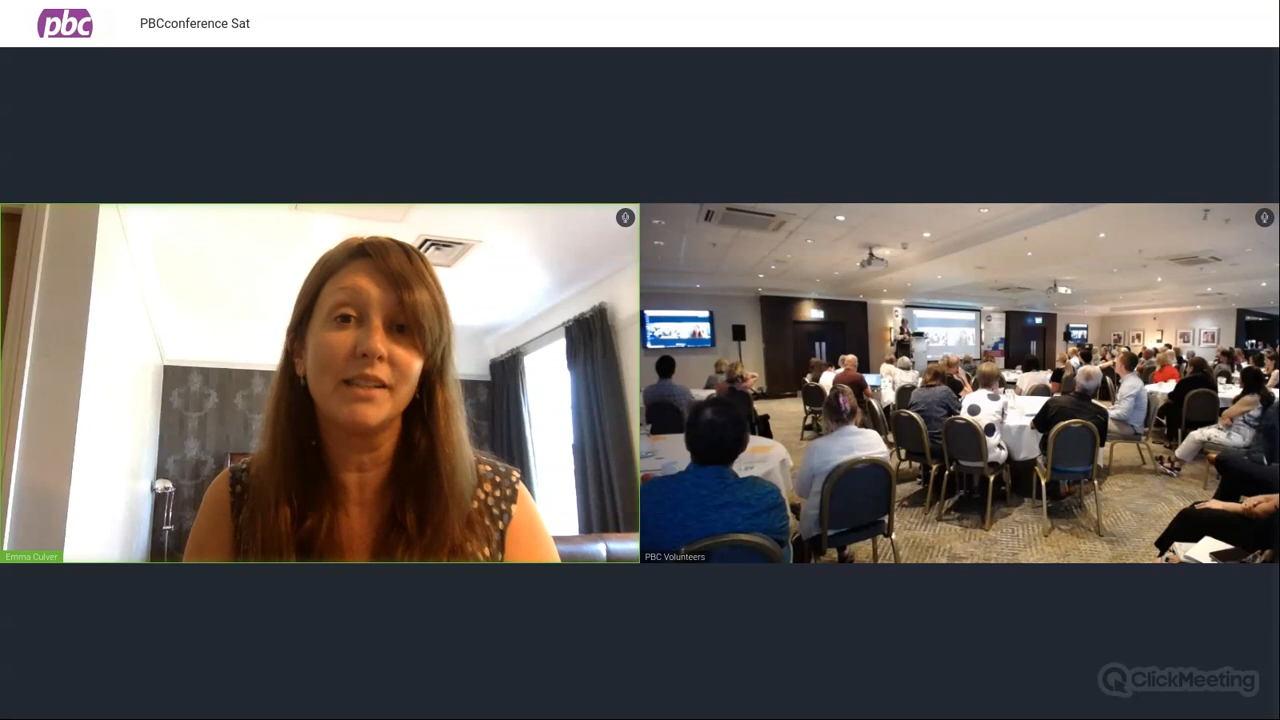 pbc
PBCconference Sat
Emma Culver
PBC Volunteers
ClickMeeting